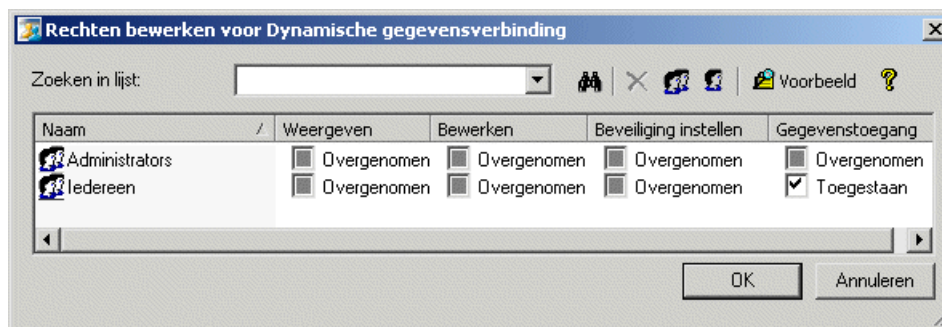 Rechten bewerken voor Dynamische gegevensverbinding
Zoeken in lijst: Voorbeeld
Naam Weergeven Bewerken Beveiliging instellen Gegevenstoegang
Administrators Overgenomen Overgenomen Overgenomen Overgenomen
Iedereen Overgenomen Overgenomen Overgenomen Toegestaan
OK Annuleren